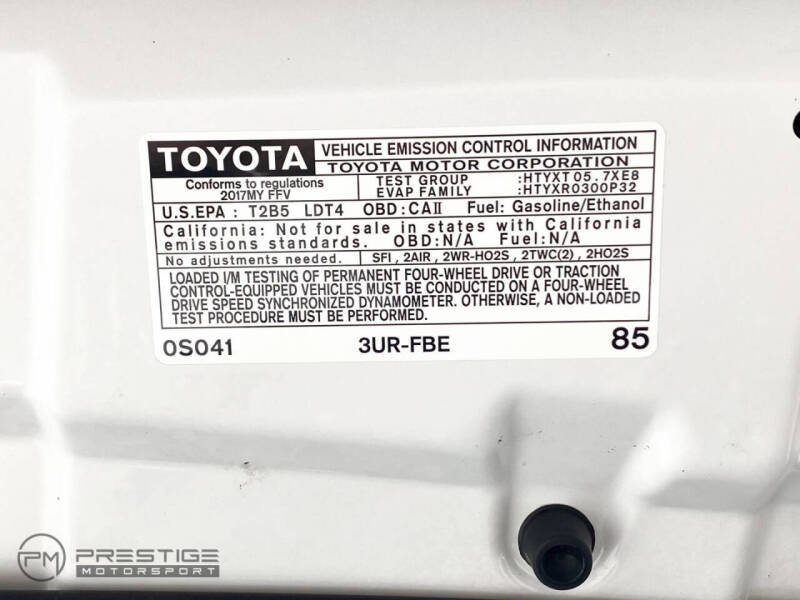 TOYOTA
VEHICLE EMISSION CONTROL INFORMATION
TOYOTA MOTOR CORPORATION
Conforms to regulations
2017MY FFV
TEST GROUP :HTYXT05.7XE8
EVAP FAMILY :HTYXR0300P32
U.S.EPA : T2B5 LDT4 OBD:CAⅡ Fuel: Gasoline/Ethanol
California: Not for sale in states with California
emissions standards. OBD:N/A Fuel:N/A
No adjustments needed. SFI , 2AIR , 2WR-HO2S , 2TWC(2) , 2HO2S
LOADED I/M TESTING OF PERMANENT FOUR-WHEEL DRIVE OR TRACTION
CONTROL-EQUIPPED VEHICLES MUST BE CONDUCTED ON A FOUR-WHEEL
DRIVE SPEED SYNCHRONIZED DYNAMOMETER. OTHERWISE, A NON-LOADED
TEST PROCEDURE MUST BE PERFORMED.
0S041 3UR-FBE 85
PM PRESTIGE
MOTORSPORT